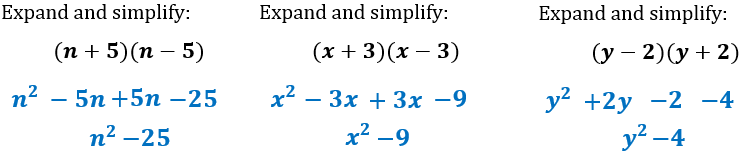 Expand and simplify:
(n + 5)(n − 5)
n² − 5n +5n −25
n² −25
Expand and simplify:
(x + 3)(x − 3)
x² − 3x + 3x −9
x² −9
Expand and simplify:
(y − 2)(y + 2)
y² +2y −2 −4
y² −4